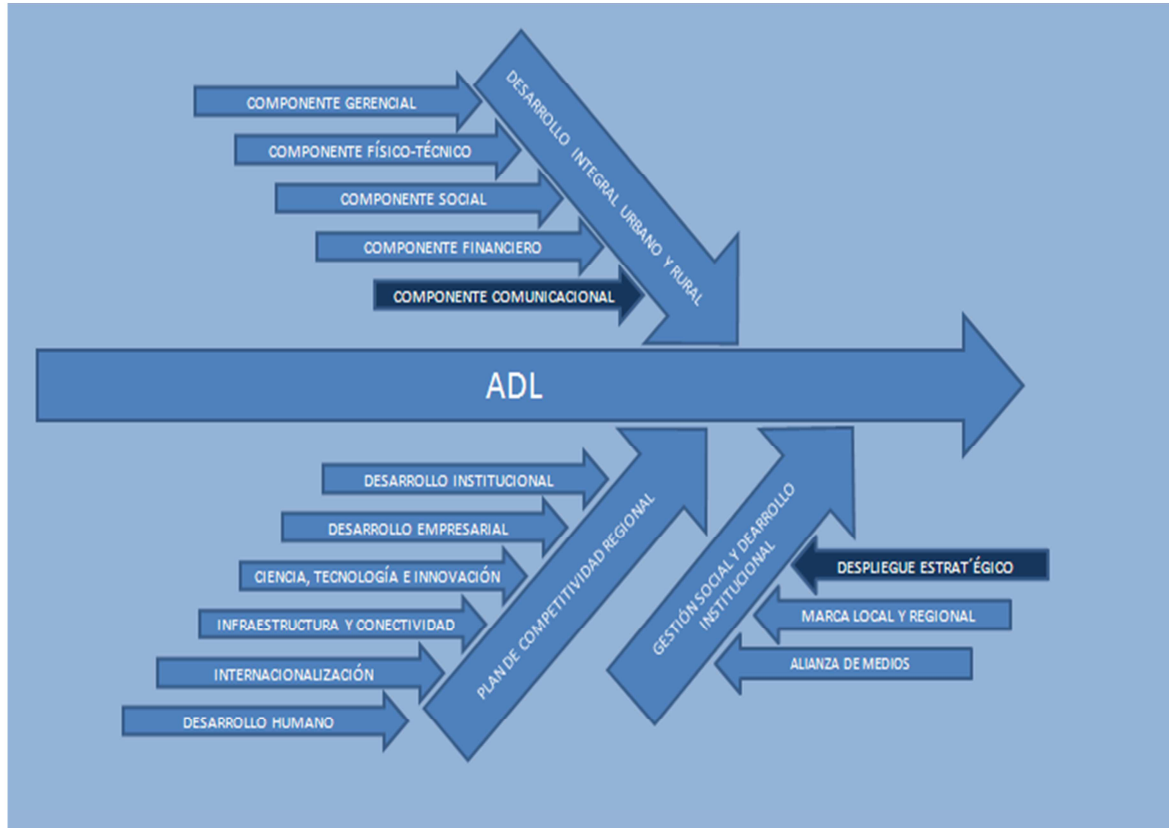 COMPONENTE GERENCIAL
COMPONENTE FÍSICO-TÉCNICO
COMPONENTE SOCIAL
COMPONENTE FINANCIERO
COMPONENTE COMUNICACIONAL
DESARROLLO INTEGRAL URBANO Y RURAL
ADL
DESARROLLO INSTITUCIONAL
DESARROLLO EMPRESARIAL
CIENCIA, TECNOLOGÍA E INNOVACIÓN
INFRAESTRUCTURA Y CONECTIVIDAD
INTERNACIONALIZACIÓN
DESARROLLO HUMANO
PLAN DE COMPETITIVIDAD REGIONAL
GESTIÓN SOCIAL Y DEARROLLO
INSTITUCIONAL
DESPLIEGUE ESTRAT´ÉGICO
MARCA LOCAL Y REGIONAL
ALIANZA DE MEDIOS